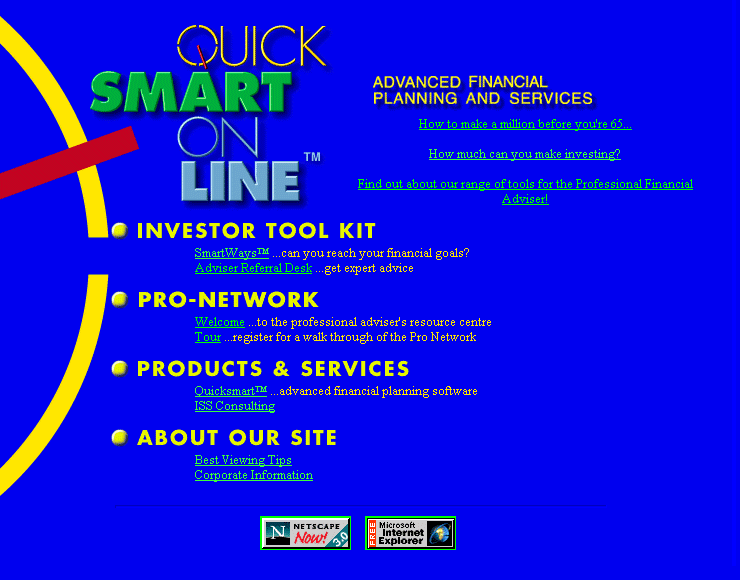 QUICK
SMART
ON
LINE™
ADVANCED FINANCIAL
PLANNING AND SERVICES
How to make a million before you're 65...
How much can you make investing?
Find out about our range of tools for the Professional Financial
Adviser!
INVESTOR TOOL KIT
SmartWays™ ...can you reach your financial goals?
Adviser Referral Desk ...get expert advice
PRO-NETWORK
Welcome ...to the professional adviser's resource centre
Tour ...register for a walk through of the Pro Network
PRODUCTS & SERVICES
Quicksmart™ ...advanced financial planning software
ISS Consulting
ABOUT OUR SITE
Best Viewing Tips
Corporate Information
N NETSCAPE
Now! 3.0
FREE Microsoft
Internet
Explorer